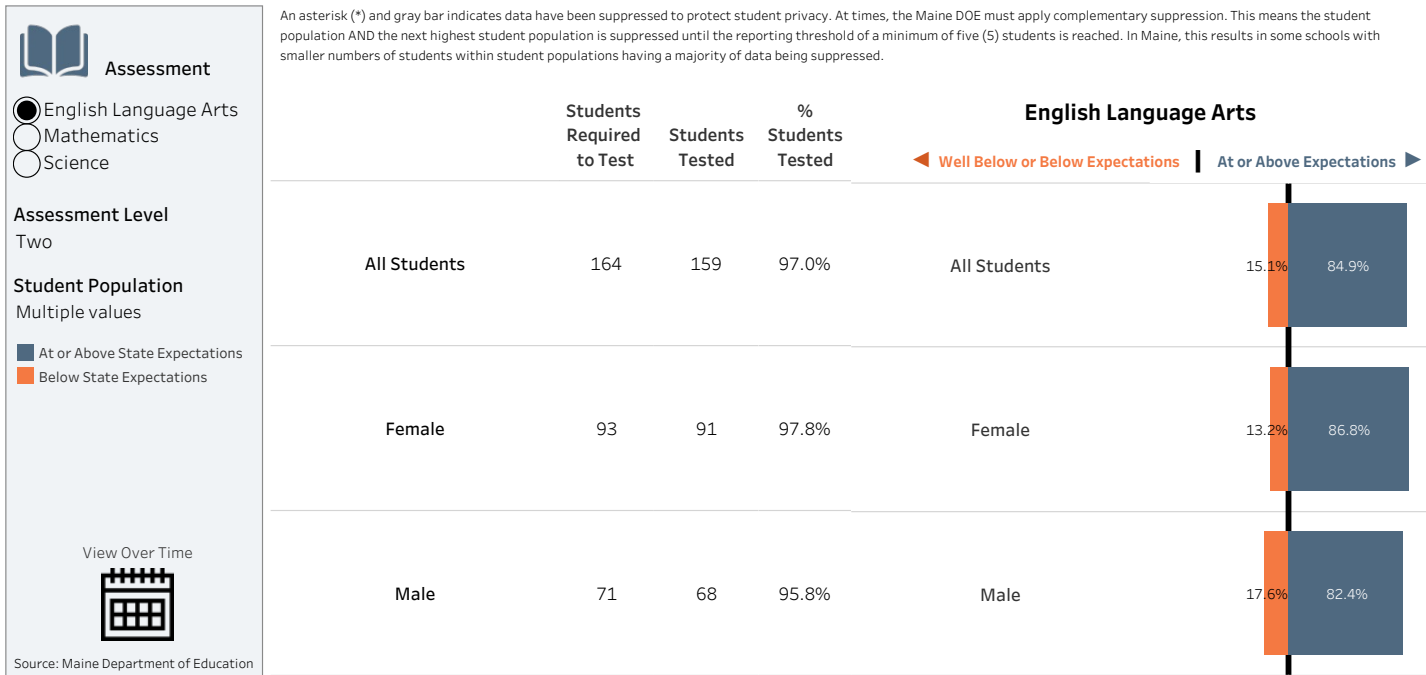 An asterisk (*) and gray bar indicates data have been suppressed to protect student privacy. At times, the Maine DOE must apply complementary suppression. This means the student
population AND the next highest student population is suppressed until the reporting threshold of a minimum of five (5) students is reached. In Maine, this results in some schools with
smaller numbers of students within student populations having a majority of data being suppressed.
Assessment
English Language Arts
Mathematics
Science
Assessment Level
Two
Student Population
Multiple values
At or Above State Expectations
Below State Expectations
View Over Time
Source: Maine Department of Education
Students
Required
to Test
Students
Tested
%
Students
Tested
English Language Arts
Well Below or Below Expectations
At or Above Expectations
All Students 164 159 97.0% All Students 15.1% 84.9%
Female 93 91 97.8% Female 13.2% 86.8%
Male 71 68 95.8% Male 17.6% 82.4%